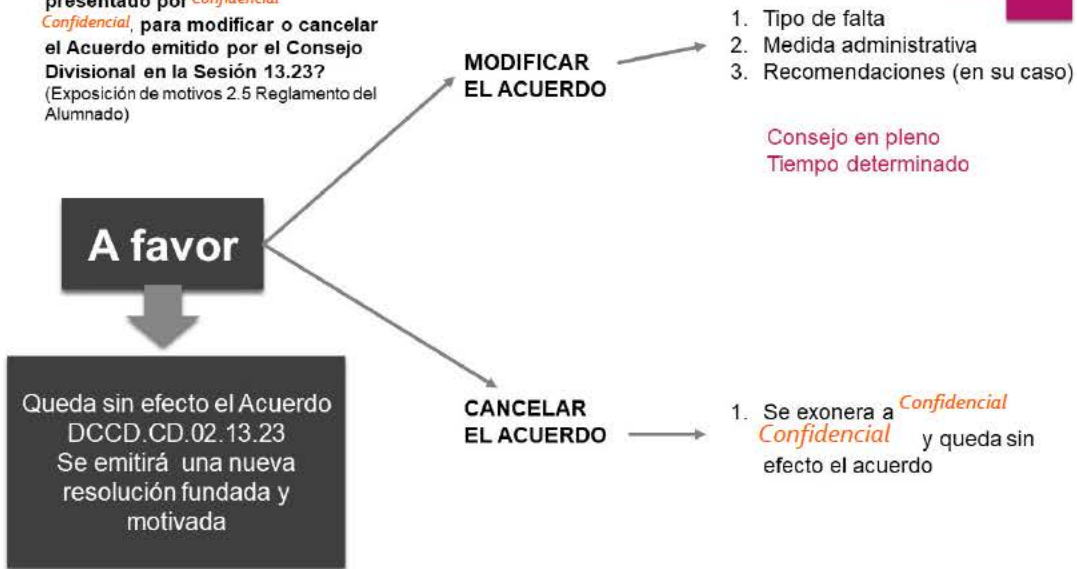 presentado por Confidencial
Confidencial, para modificar o cancelar
el Acuerdo emitido por el Consejo
Divisional en la Sesión 13.23?
(Exposición de motivos 2.5 Reglamento del
Alumnado)
MODIFICAR
EL ACUERDO
1. Tipo de falta
2. Medida administrativa
3. Recomendaciones (en su caso)
Consejo en pleno
Tiempo determinado
A favor
Queda sin efecto el Acuerdo
DCCD.CD.02.13.23
Se emitirá una nueva
resolución fundada y
motivada
CANCELAR
EL ACUERDO
1. Se exonera a Confidencial
Confidencial y queda sin
efecto el acuerdo